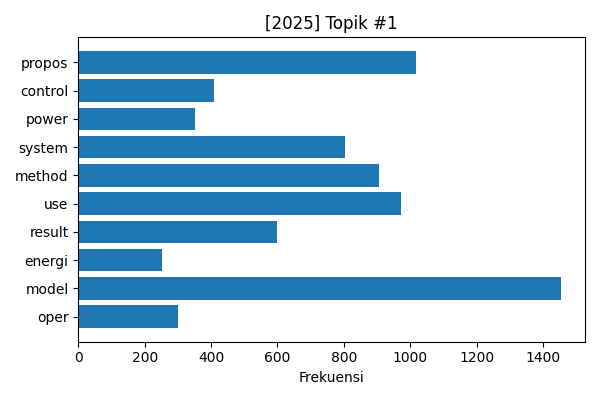 [2025] Topik #1
propos
control
power
system
method
use
result
energi
model
oper
0 200 400 600 800 1000 1200 1400
Frekuensi